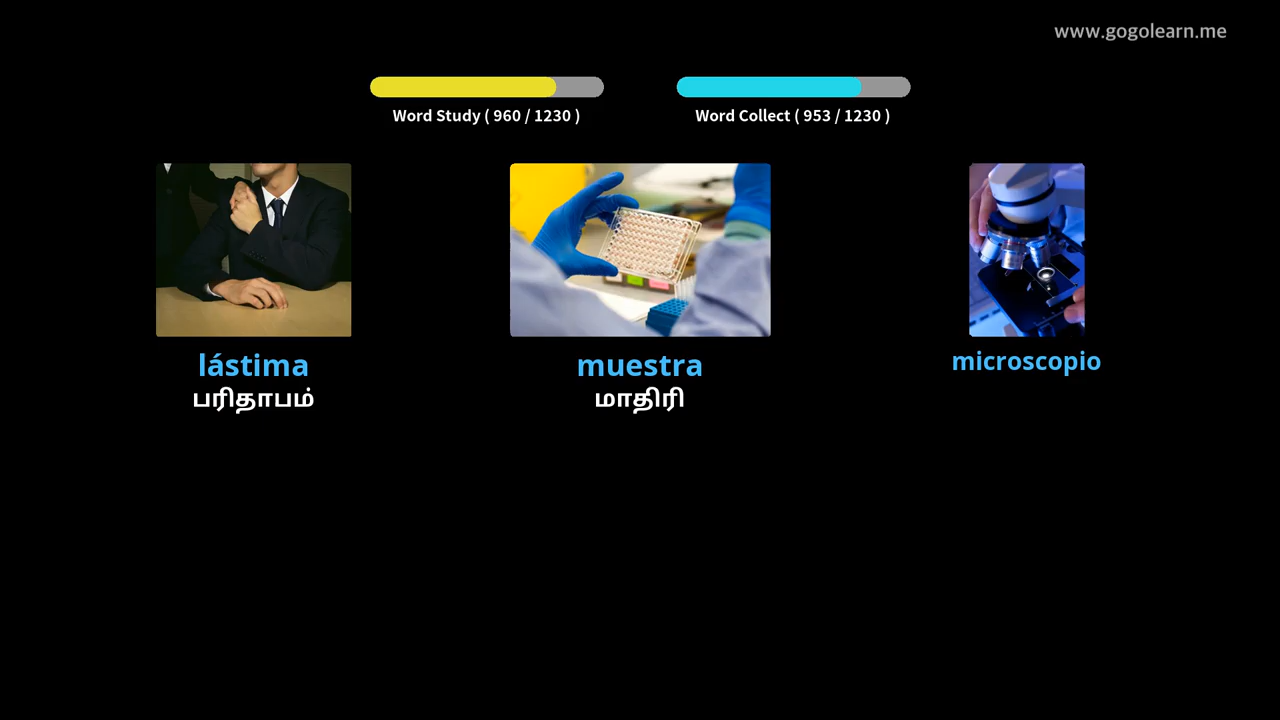 www.gogolearn.me
Word Study ( 960 / 1230 )
Word Collect ( 953 / 1230 )
lástima
பரிதாபம்
muestra
மாதிரி
microscopio